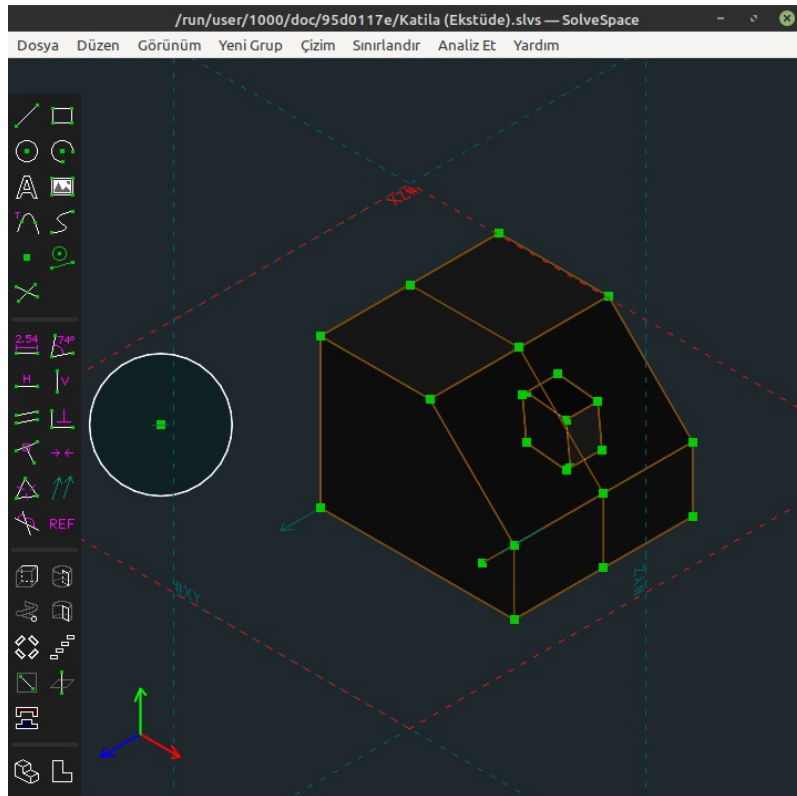 /run/user/1000/doc/95d0117e/Katila (Ekstüde).slvs — SolveSpace
Dosya Düzen Görünüm Yeni Grup Çizim Sınırlandır Analiz Et Yardım
2.54 74°
H V
REF